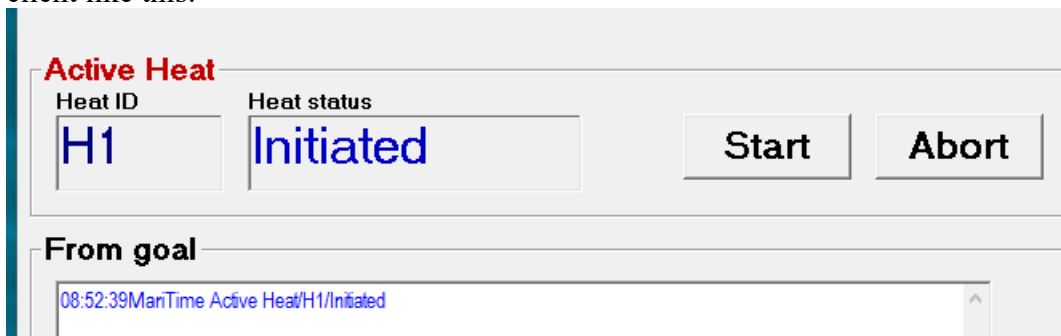 Active Heat
Heat ID Heat status
H1 Initiated Start Abort
From goal
08:52:39MariTime Active Heat/H1/Initiated